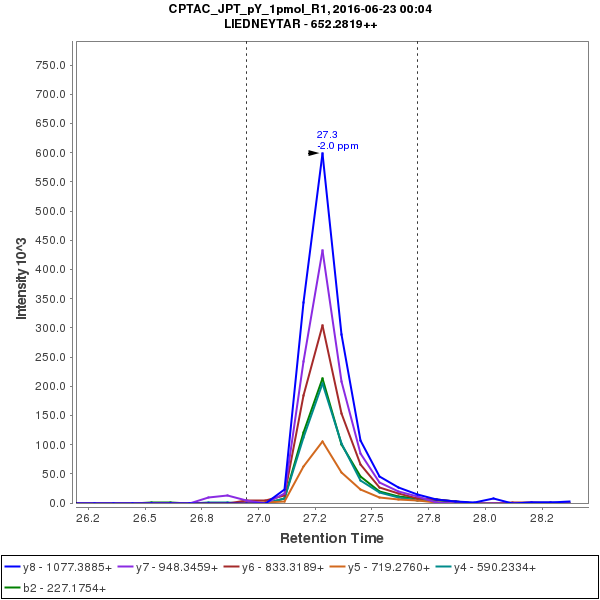 CPTAC_JPT_pY_1pmol_R1, 2016-06-23 00:04
LIEDNEYTAR - 652.2819++
27.3
-2.0 ppm
Intensity 10^3
750.0
700.0
650.0
600.0
550.0
500.0
450.0
400.0
350.0
300.0
250.0
200.0
150.0
100.0
50.0
0.0
26.2 26.5 26.8 27.0 27.2 27.5 27.8 28.0 28.2
Retention Time
y8 - 1077.3885+ y7 - 948.3459+ y6 - 833.3189+ y5 - 719.2760+ y4 - 590.2334+
b2 - 227.1754+